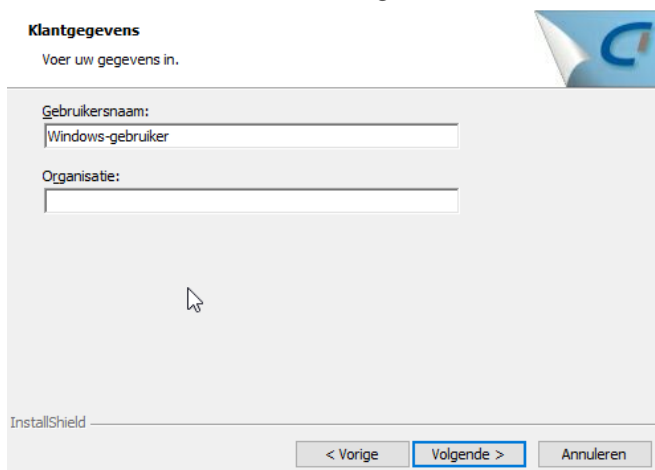 Klantgegevens
Voer uw gegevens in.
Gebruikersnaam:
Windows-gebruiker
Organisatie:
InstallShield
< Vorige
Volgende >
Annuleren